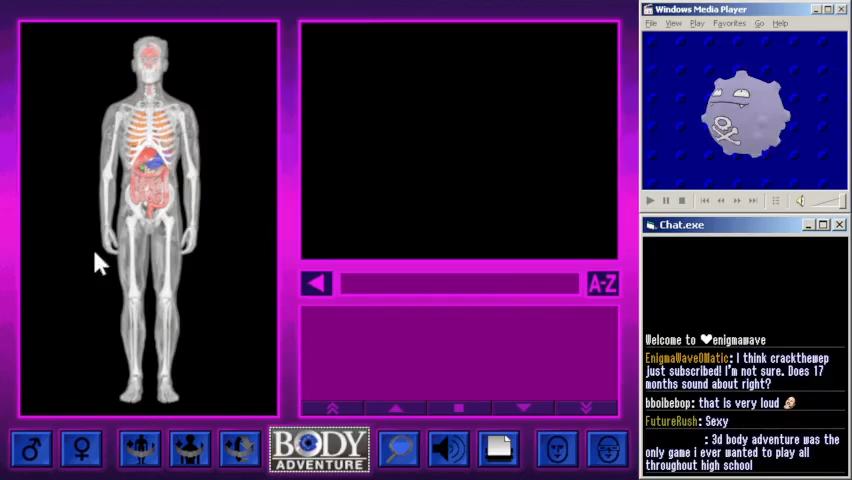 Windows Media Player
File View Play Favorites Go Help
A-Z
BODY
ADVENTURE
Chat.exe
Welcome to ♥enigmawave
EnigmaWaveOMatic: I think crackthewep
just subscribed! I'm not sure. Does 17
months sound about right?
bboibebop: that is very loud
FutureRush: Sexy
: 3d body adventure was the
only game i ever wanted to play all
throughout high school